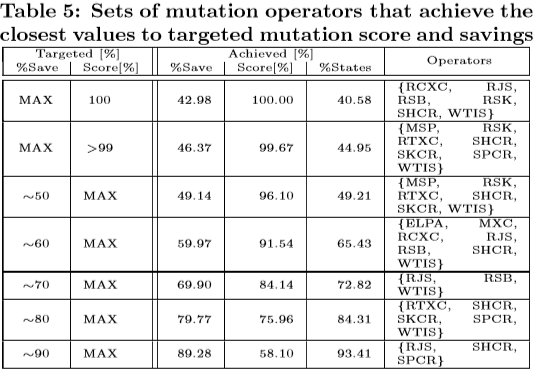 Table 5: Sets of mutation operators that achieve the
closest values to targeted mutation score and savings
Targeted [%] Achieved [%] Operators
%Save Score[%] %Save Score[%] %States
MAX 100 42.98 100.00 40.58 {RCXC, RJS,
RSB, RSK,
SHCR, WTIS}
MAX >99 46.37 99.67 44.95 {MSP, RSK,
RTXC, SHCR,
SKCR, SPCR,
WTIS}
~50 MAX 49.14 96.10 49.21 {MSP, RSK,
RTXC, SHCR,
SKCR, WTIS}
~60 MAX 59.97 91.54 65.43 {ELPA, MXC,
RCXC, RJS,
RSB, SHCR,
WTIS}
~70 MAX 69.90 84.14 72.82 {RJS, RSB,
WTIS}
~80 MAX 79.77 75.96 84.31 {RTXC, SHCR,
SKCR, SPCR,
WTIS}
~90 MAX 89.28 58.10 93.41 {RJS, SHCR,
SPCR}